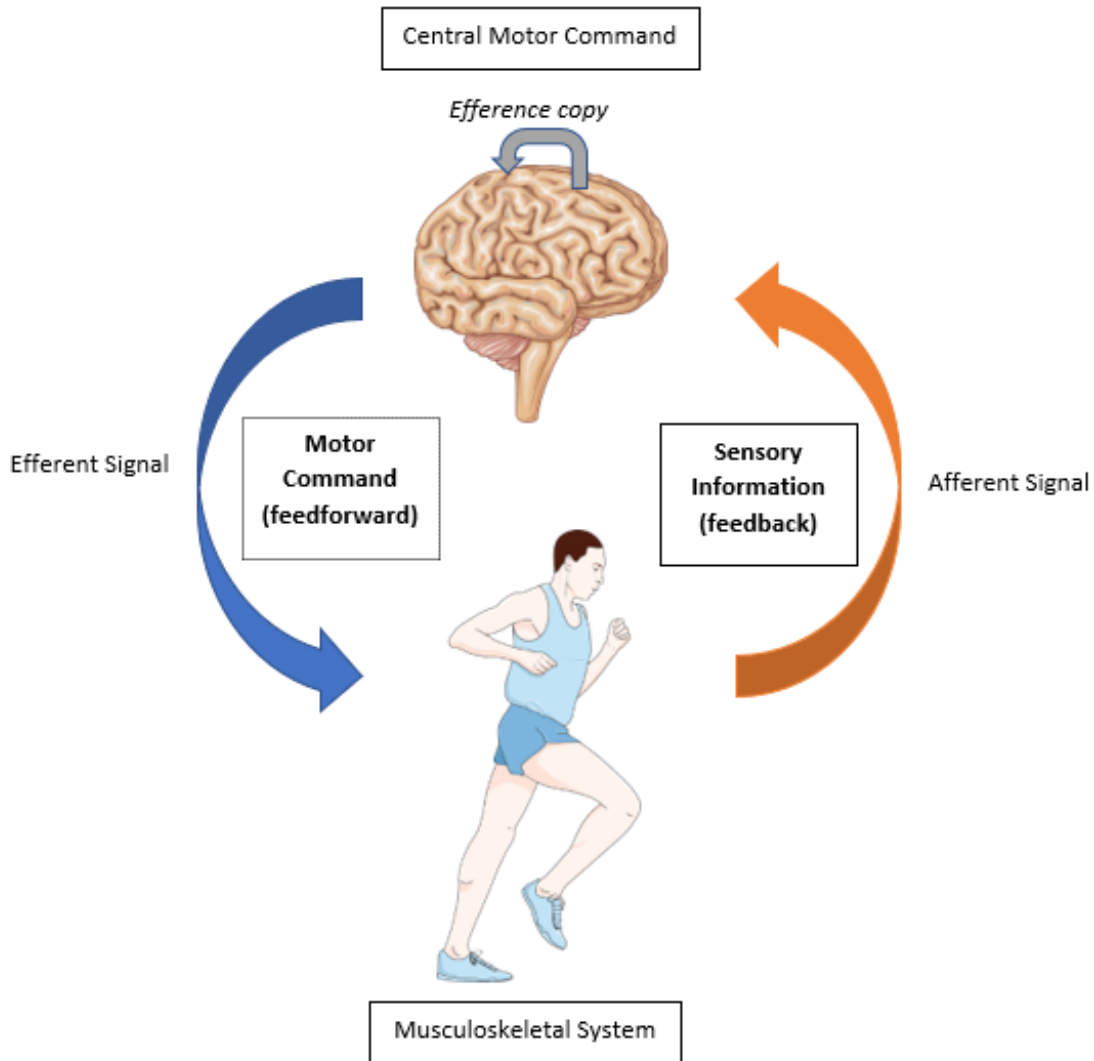 Central Motor Command
Efference copy
Efferent Signal
Motor
Command
(feedforward)
Sensory
Information
(feedback)
Afferent Signal
Musculoskeletal System